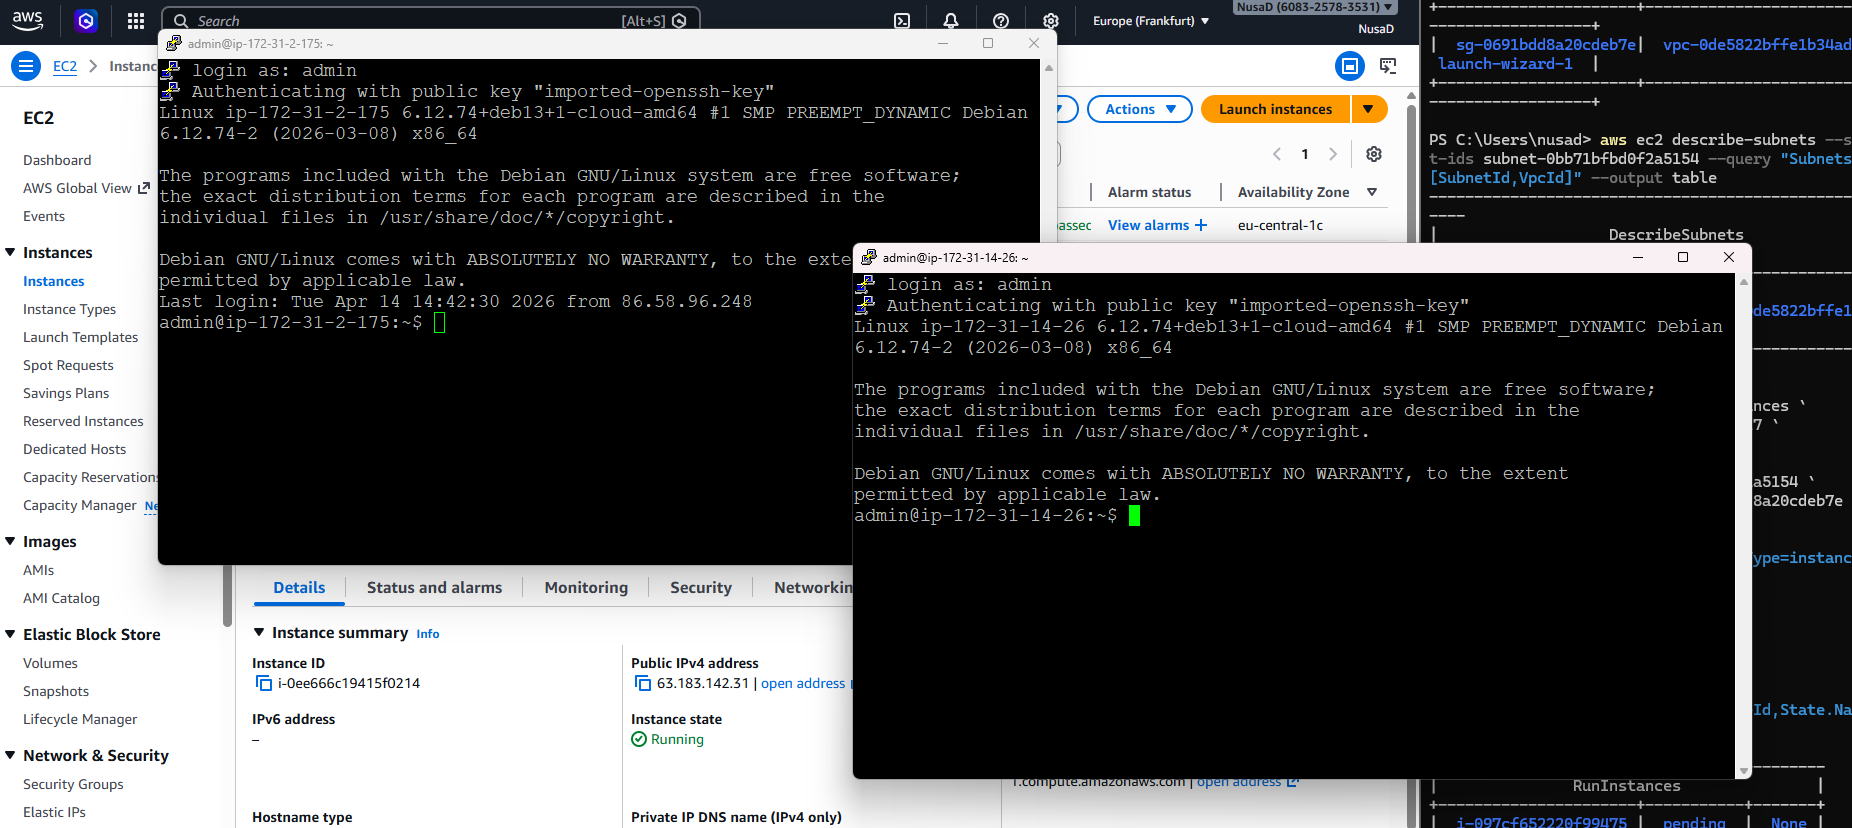 aws
Search
[Alt+S]
Europe (Frankfurt)
NusaD (6083-2578-3531)
NusaD
EC2
Instanc
EC2
Dashboard
AWS Global View
Events
Instances
Instances
Instance Types
Launch Templates
Spot Requests
Savings Plans
Reserved Instances
Dedicated Hosts
Capacity Reservations
Capacity Manager Ne
Images
AMIs
AMI Catalog
Elastic Block Store
Volumes
Snapshots
Lifecycle Manager
Network & Security
Security Groups
Elastic IPs
admin@ip-172-31-2-175: ~
login as: admin
Authenticating with public key "imported-openssh-key"
Linux ip-172-31-2-175 6.12.74+deb13+1-cloud-amd64 #1 SMP PREEMPT_DYNAMIC Debian
6.12.74-2 (2026-03-08) x86_64
The programs included with the Debian GNU/Linux system are free software;
the exact distribution terms for each program are described in the
individual files in /usr/share/doc/*/copyright.
Debian GNU/Linux comes with ABSOLUTELY NO WARRANTY, to the exte
permitted by applicable law.
Last login: Tue Apr 14 14:42:30 2026 from 86.58.96.248
admin@ip-172-31-2-175:~$
Actions
Launch instances
1
Alarm status
Availability Zone
passec
View alarms +
eu-central-1c
admin@ip-172-31-14-26: ~
login as: admin
Authenticating with public key "imported-openssh-key"
Linux ip-172-31-14-26 6.12.74+deb13+1-cloud-amd64 #1 SMP PREEMPT_DYNAMIC Debian
6.12.74-2 (2026-03-08) x86_64
The programs included with the Debian GNU/Linux system are free software;
the exact distribution terms for each program are described in the
individual files in /usr/share/doc/*/copyright.
Debian GNU/Linux comes with ABSOLUTELY NO WARRANTY, to the extent
permitted by applicable law.
admin@ip-172-31-14-26:~$
Details
Status and alarms
Monitoring
Security
Networkin
Instance summary Info
Instance ID
i-0ee666c19415f0214
IPv6 address
–
Hostname type
Public IPv4 address
63.183.142.31 | open address
Instance state
Running
Private IP DNS name (IPv4 only)
.compute.amazonaws.com | open address
+----------------------+-----------------------
------------------+
| sg-0691bdd8a20cdeb7e| vpc-0de5822bffe1b34ad
launch-wizard-1 |
+----------------------+-----------------------
------------------+
PS C:\Users\nusad> aws ec2 describe-subnets --s
t-ids subnet-0bb71bfbd0f2a5154 --query "Subnets
[SubnetId,VpcId]" --output table
-----------------------------------------------
----
| DescribeSubnets
de5822bffe1
nces `
7 `
a5154 `
8a20cdeb7e
ype=instanc
Id,State.Na
| RunInstances |
+----------------------+-----------+-------+
| i-097cf652220f99475 | pending | None |